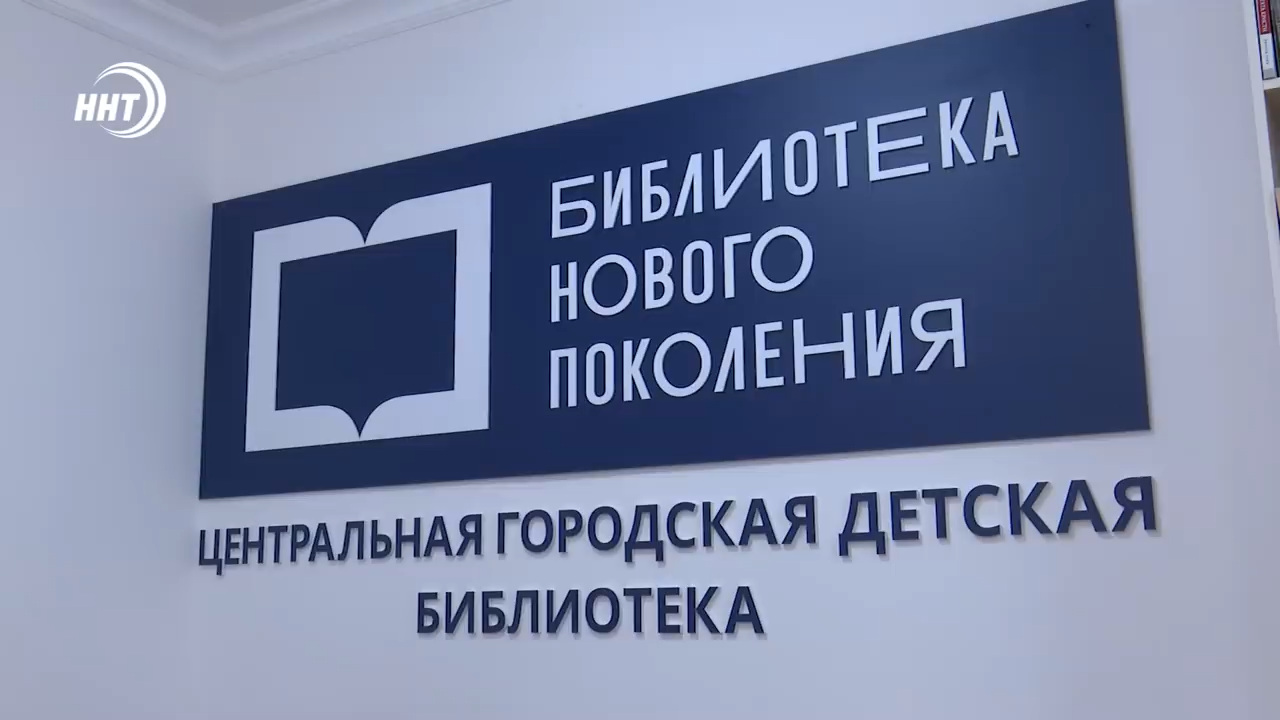 ННТ
БИБЛИОТЕКА
НОВОГО
ПОКОЛЕНИЯ
ЦЕНТРАЛЬНАЯ ГОРОДСКАЯ ДЕТСКАЯ
БИБЛИОТЕКА